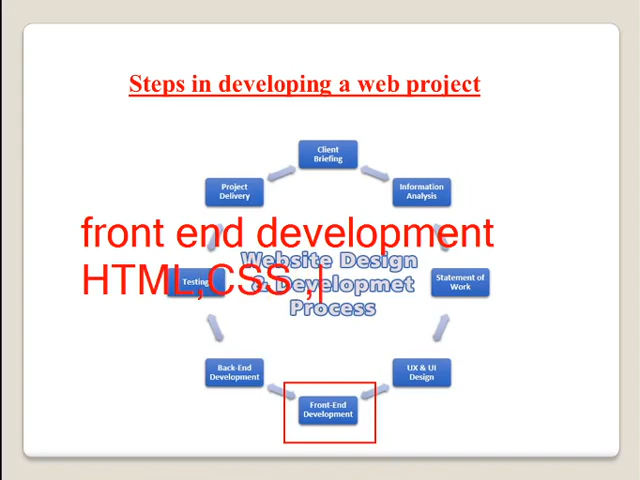 Steps in developing a web project
Client
Briefing
Project
Delivery
Information
Analysis
front end development
HTML,CSS ,
Website Design
& Developmet
Process
Testing
Statement of
Work
Back-End
Development
UX & UI
Design
Front-End
Development